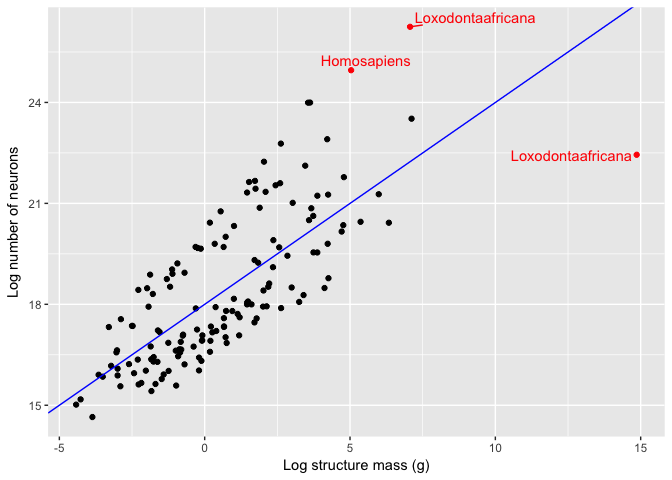 Loxodontaafricana
Homosapiens
Loxodontaafricana
24
21
18
15
Log number of neurons
-5
0
5
10
15
Log structure mass (g)